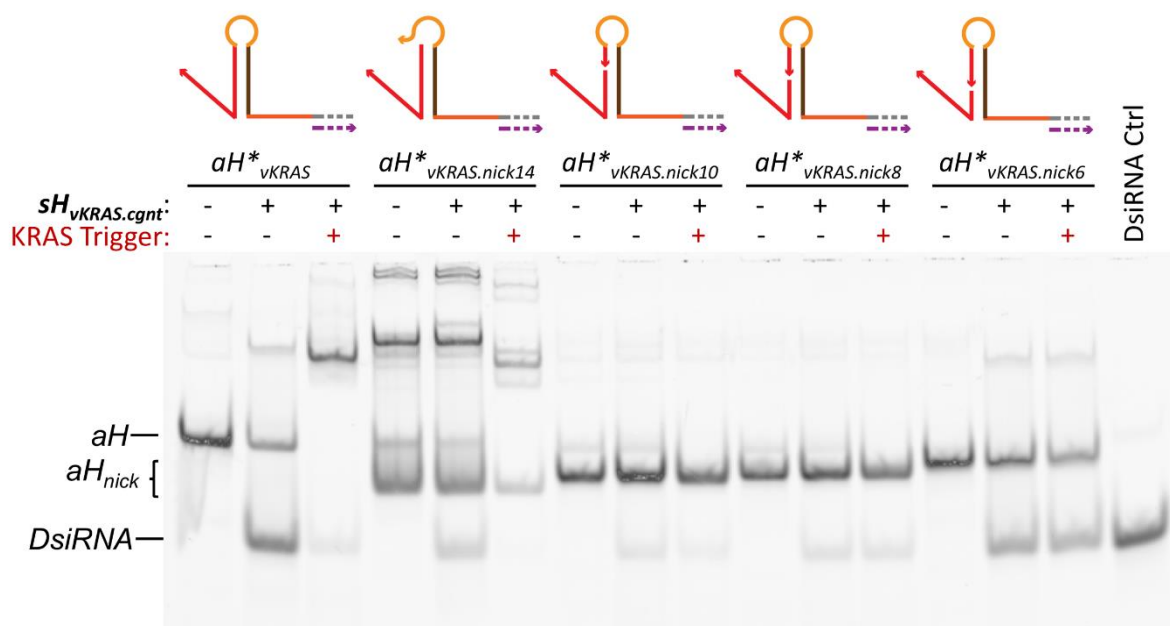 aH*vKRAS aH*vKRAS.nick14 aH*vKRAS.nick10 aH*vKRAS.nick8 aH*vKRAS.nick6 DsiRNA Ctrl
sHvKRAS.cgnt: - + + - + + - + + - + + - + +
KRAS Trigger: - - + - - + - - + - - + - - +
aH
aHnick
DsiRNA